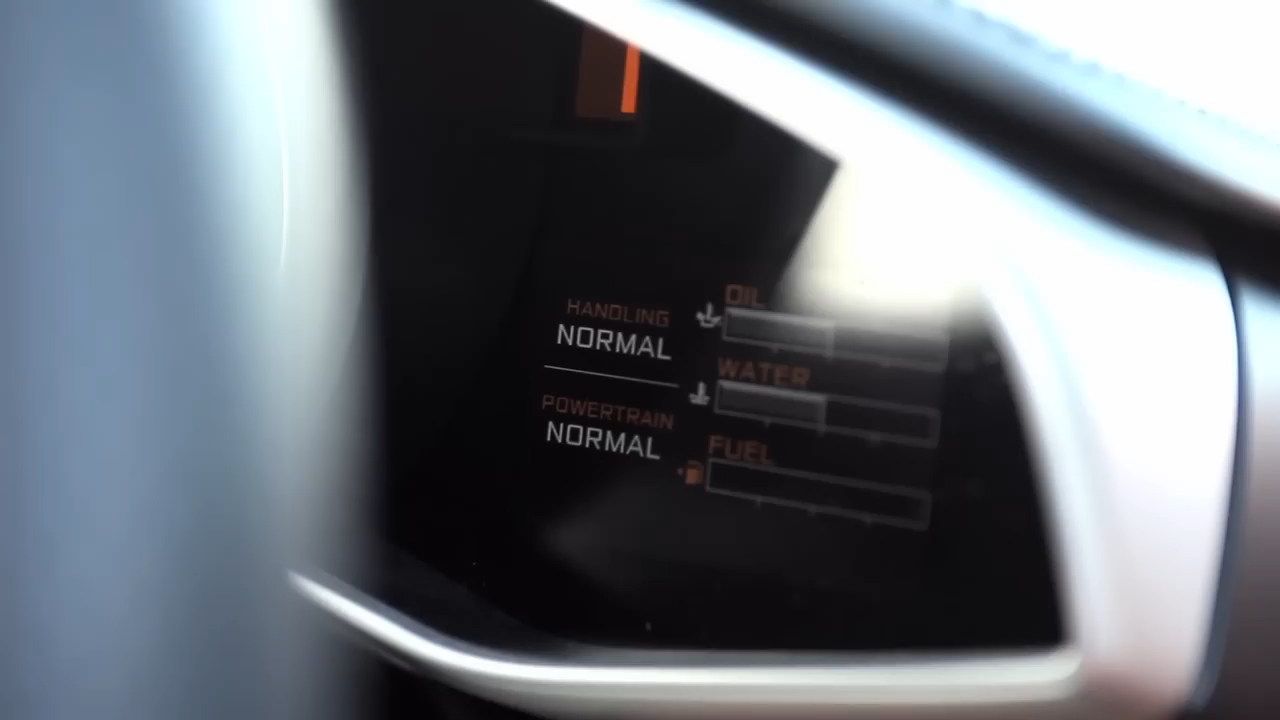 HANDLING
NORMAL
POWERTRAIN
NORMAL
OIL
WATER
FUEL